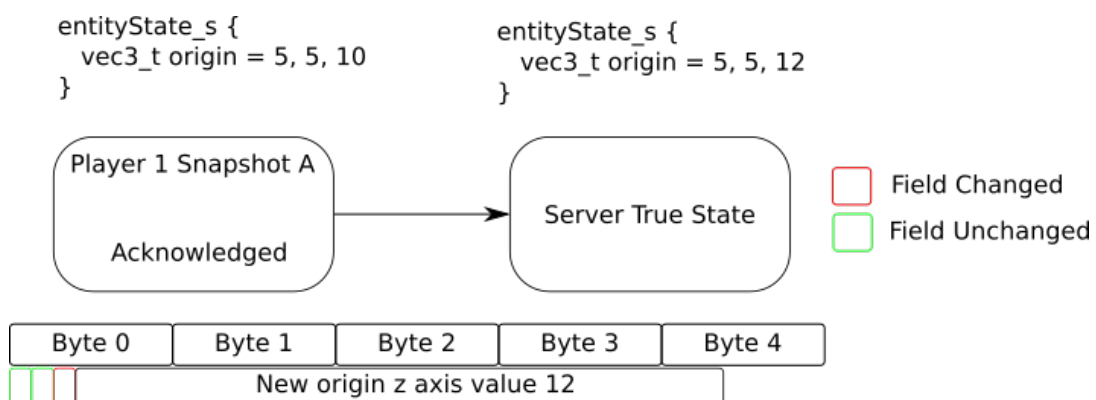 entityState_s {
vec3_t origin = 5, 5, 10
}
entityState_s {
vec3_t origin = 5, 5, 12
}
Player 1 Snapshot A
Acknowledged
Server True State
Field Changed
Field Unchanged
Byte 0
Byte 1
Byte 2
Byte 3
Byte 4
New origin z axis value 12